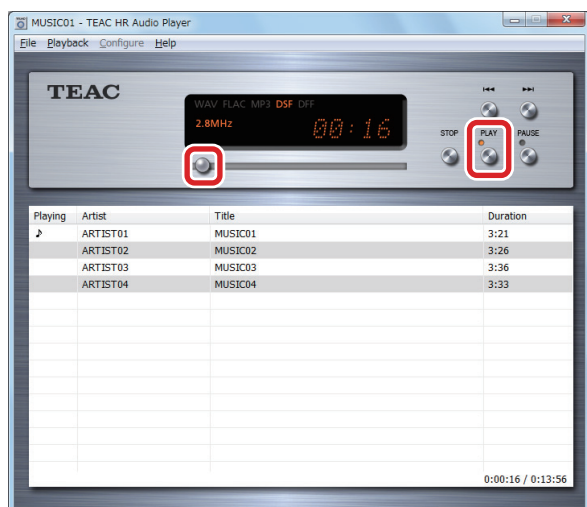 MUSIC01 - TEAC HR Audio Player
File Playback Configure Help
TEAC
WAV FLAC MP3 DSF DFF
2.8MHz 00:16
STOP PLAY PAUSE
Playing Artist Title Duration
♪ ARTIST01 MUSIC01 3:21
ARTIST02 MUSIC02 3:26
ARTIST03 MUSIC03 3:36
ARTIST04 MUSIC04 3:33
0:00:16 / 0:13:56